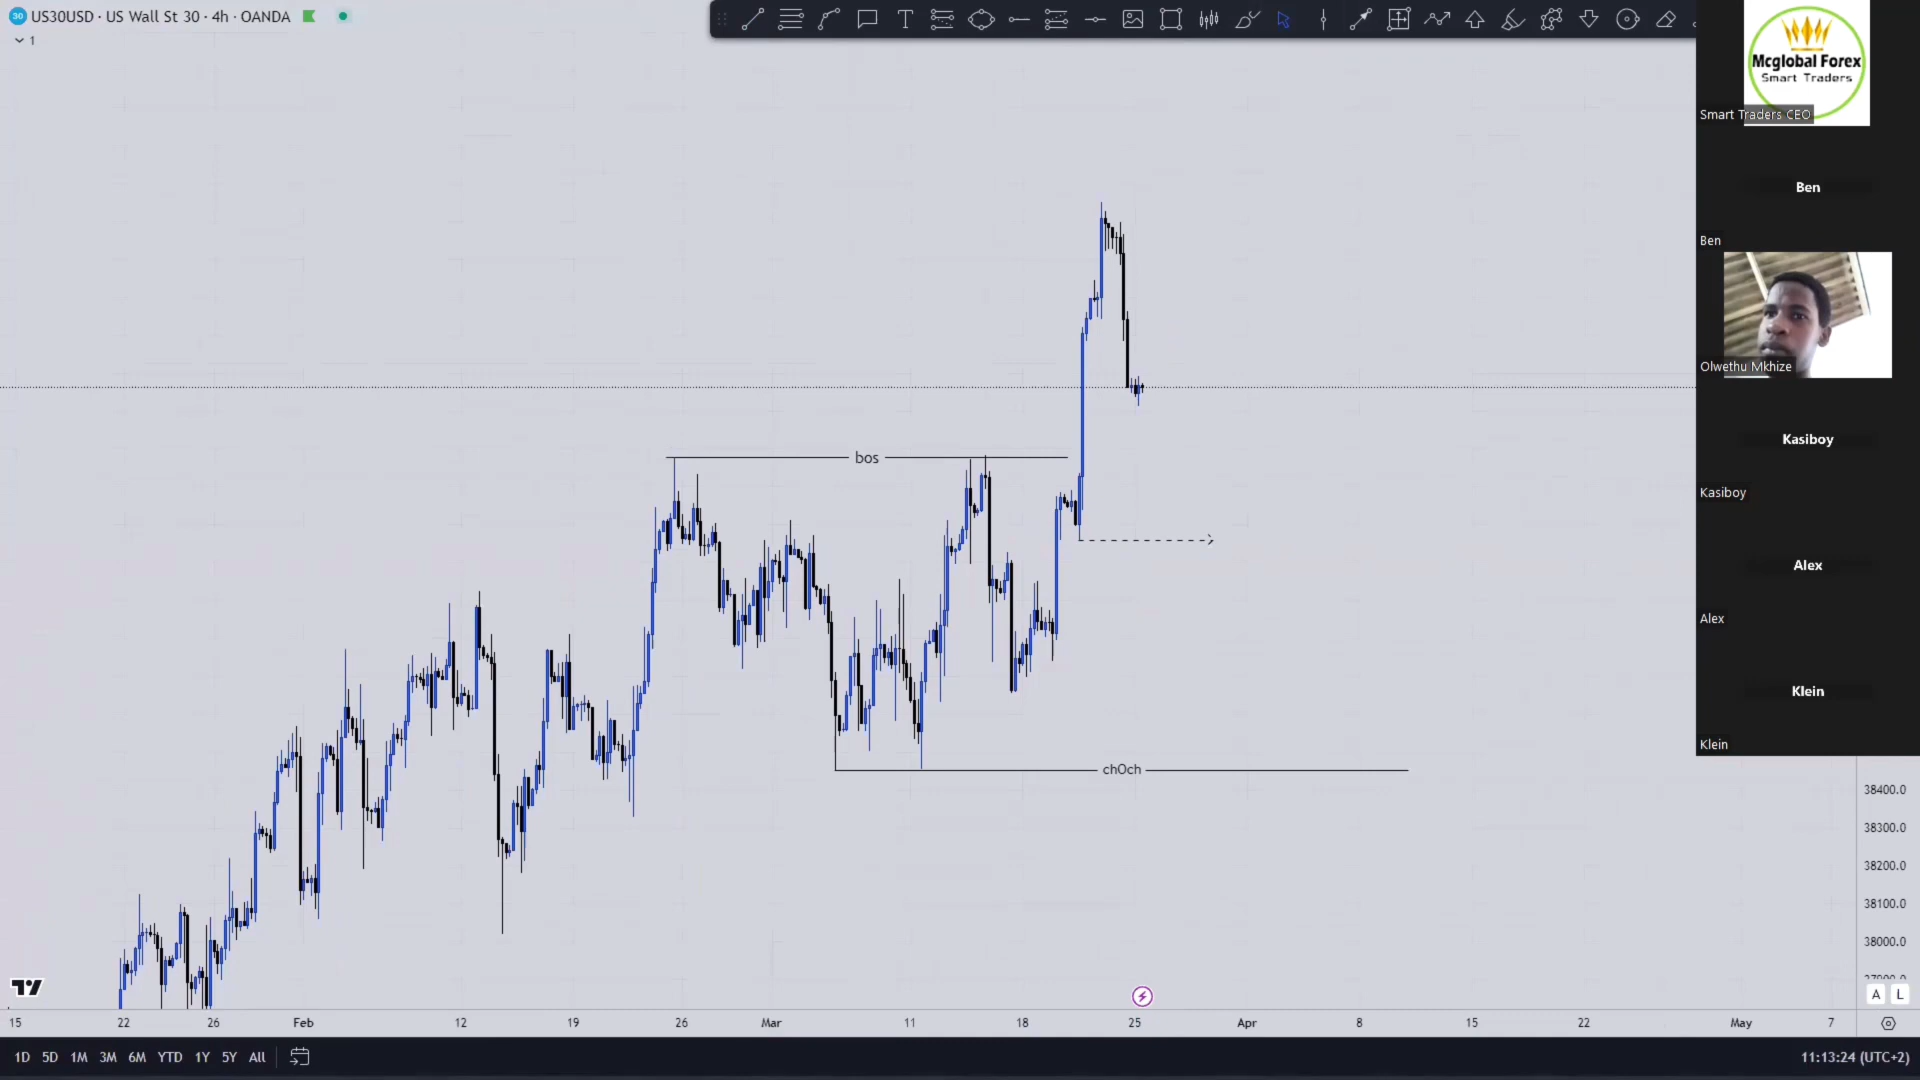 30 US30USD · US Wall St 30 · 4h · OANDA
1
Mcglobal Forex
Smart Traders
Smart Traders CEO
Ben
Ben
Olwethu Mkhize
Kasiboy
Kasiboy
Alex
Alex
Klein
Klein
bos
chOch
38400.0
38300.0
38200.0
38100.0
38000.0
A L
15 22 26 Feb 12 19 26 Mar 11 18 25 Apr 8 15 22 May 7
1D 5D 1M 3M 6M YTD 1Y 5Y All
11:13:24 (UTC+2)